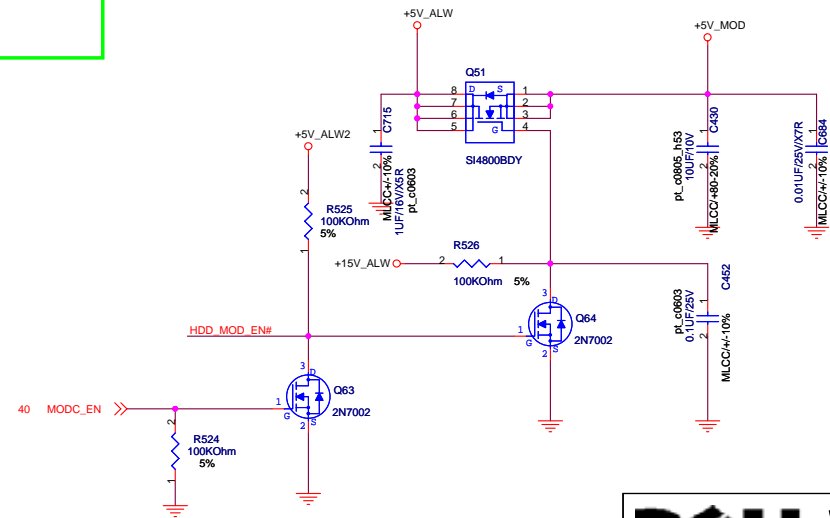 +5V_ALW
+5V_MOD
Q51
8 D S 1
7 2
6 3
5 G 4
SI4800BDY
1
C715
2
MLCC+/-10%
1UF/16V/X5R
pt_c0603
+5V_ALW2
2
R525
100KOhm
5%
1
pt_c0805_h53
10UF/10V
1
C430
2
MLCC/+80-20%
0.01UF/25V/X7R
1
C684
2
MLCC/+/-10%
R526
+15V_ALW
2 1
100KOhm 5%
C452
pt_c0603
0.1UF/25V
1
2
MLCC/+/-10%
HDD_MOD_EN#
3 D
Q64
1 G
2N7002
2 S
3 D
Q63
1 G
2N7002
2 S
40 MODC_EN
2
R524
100KOhm
5%
1